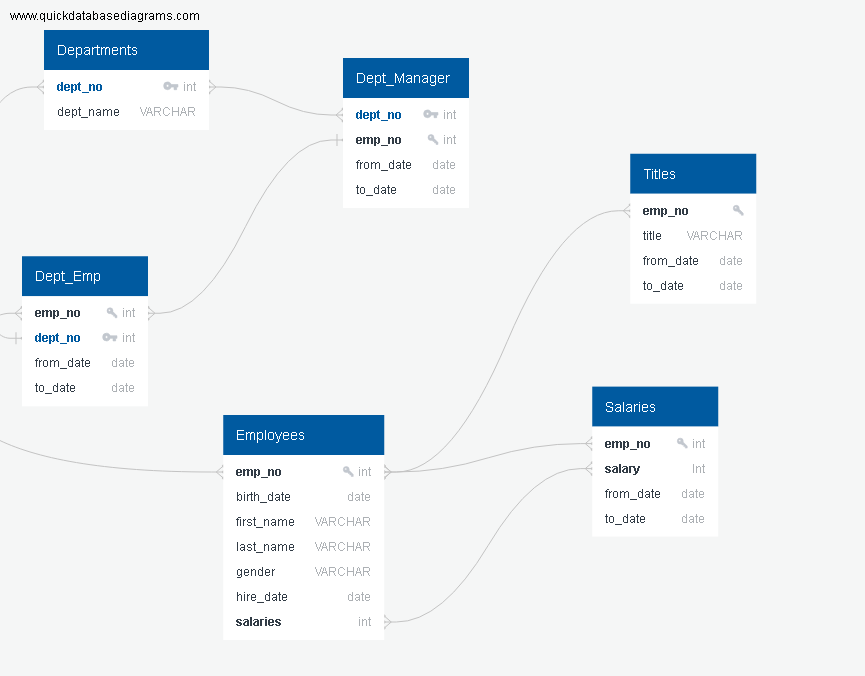 www.quickdatabasediagrams.com
Departments
dept_no int
dept_name VARCHAR
Dept_Manager
dept_no int
emp_no int
from_date date
to_date date
Titles
emp_no
title VARCHAR
from_date date
to_date date
Dept_Emp
emp_no int
dept_no int
from_date date
to_date date
Employees
emp_no int
birth_date date
first_name VARCHAR
last_name VARCHAR
gender VARCHAR
hire_date date
salaries int
Salaries
emp_no int
salary Int
from_date date
to_date date